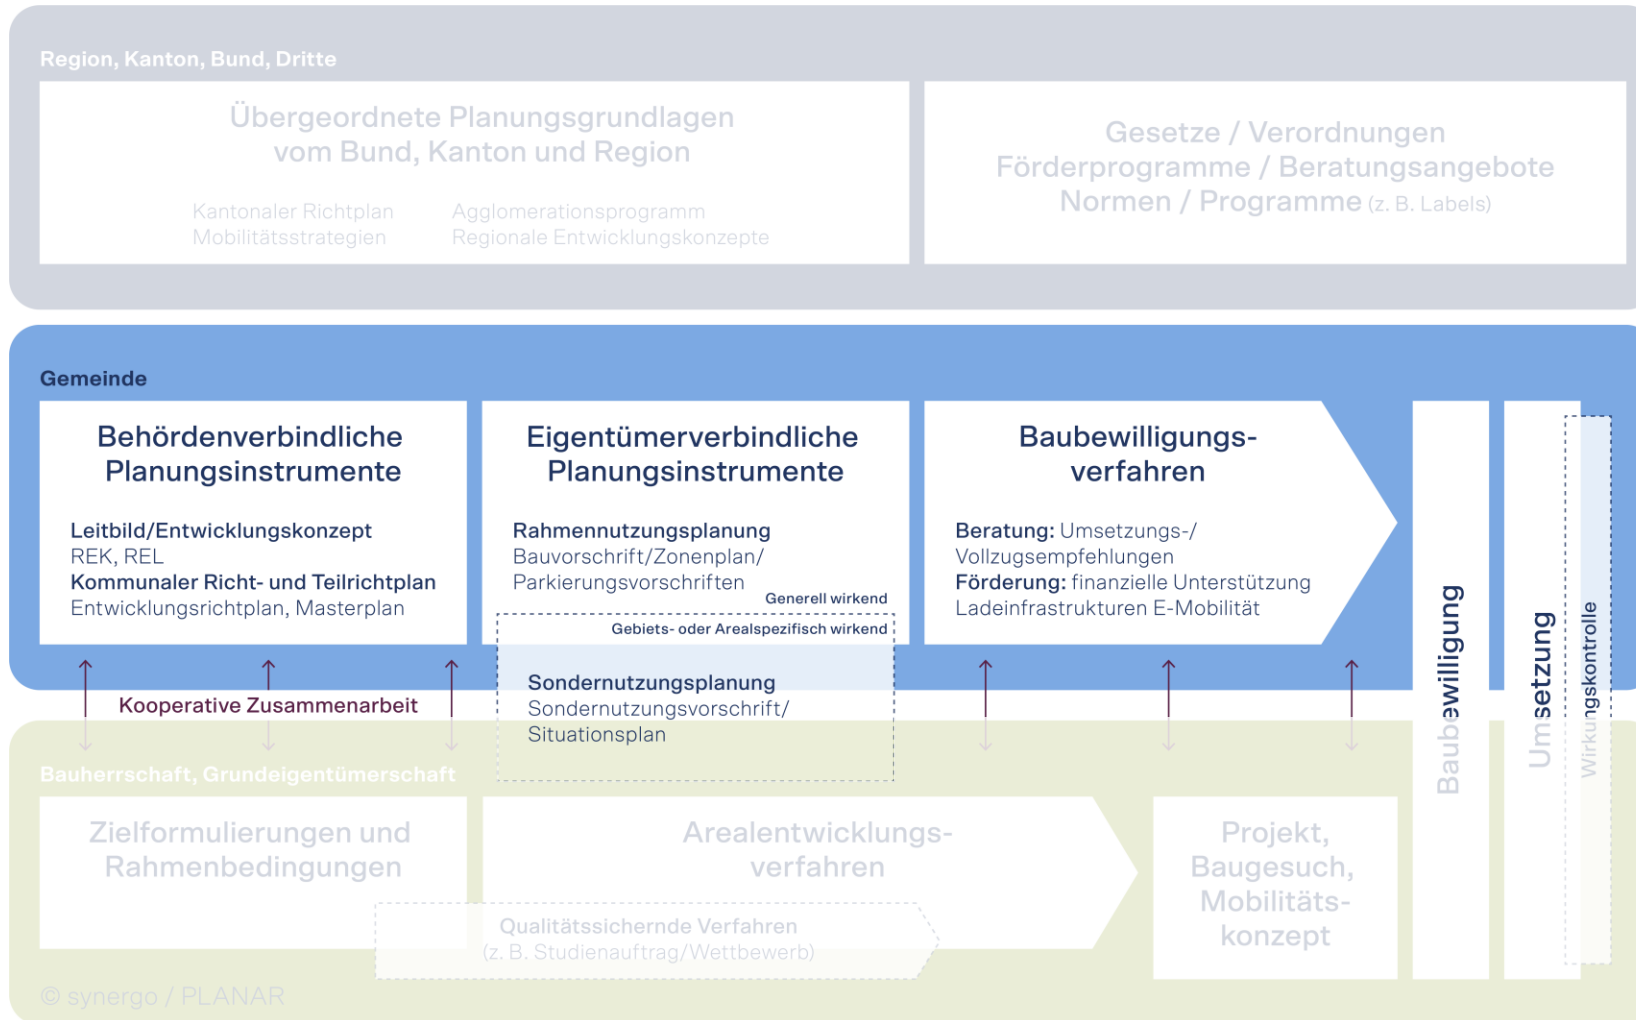 Region, Kanton, Bund, Dritte
Übergeordnete Planungsgrundlagen
vom Bund, Kanton und Region
Kantonaler Richtplan
Mobilitätsstrategien
Agglomerationsprogramm
Regionale Entwicklungskonzepte
Gesetze / Verordnungen
Förderprogramme / Beratungsangebote
Normen / Programme (z. B. Labels)
Gemeinde
Behördenverbindliche
Planungsinstrumente
Leitbild/Entwicklungskonzept
REK, REL
Kommunaler Richt- und Teilrichtplan
Entwicklungsrichtplan, Masterplan
Eigentümerverbindliche
Planungsinstrumente
Rahmennutzungsplanung
Bauvorschrift/Zonenplan/
Parkierungsvorschriften
Generell wirkend
Gebiets- oder Arealspezifisch wirkend
Sondernutzungsplanung
Sondernutzungsvorschrift/
Situationsplan
Baubewilligungs-
verfahren
Beratung: Umsetzungs-/
Vollzugsempfehlungen
Förderung: finanzielle Unterstützung
Ladeinfrastrukturen E-Mobilität
Baubewilligung
Umsetzung
Wirkungskontrolle
Kooperative Zusammenarbeit
Bauherrschaft, Grundeigentümerschaft
Zielformulierungen und
Rahmenbedingungen
Arealentwicklungs-
verfahren
Qualitätssichernde Verfahren
(z. B. Studienauftrag/Wettbewerb)
Projekt,
Baugesuch,
Mobilitäts-
konzept
© synergo / PLANAR